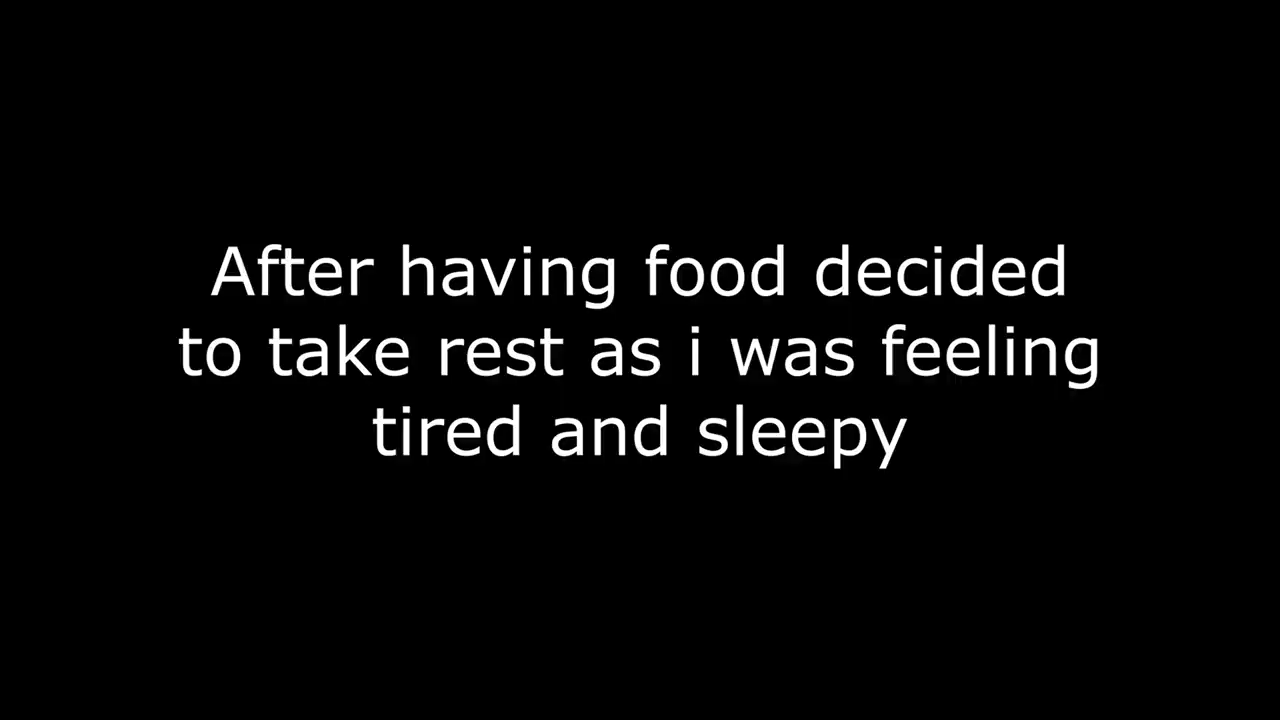 After having food decided
to take rest as i was feeling
tired and sleepy